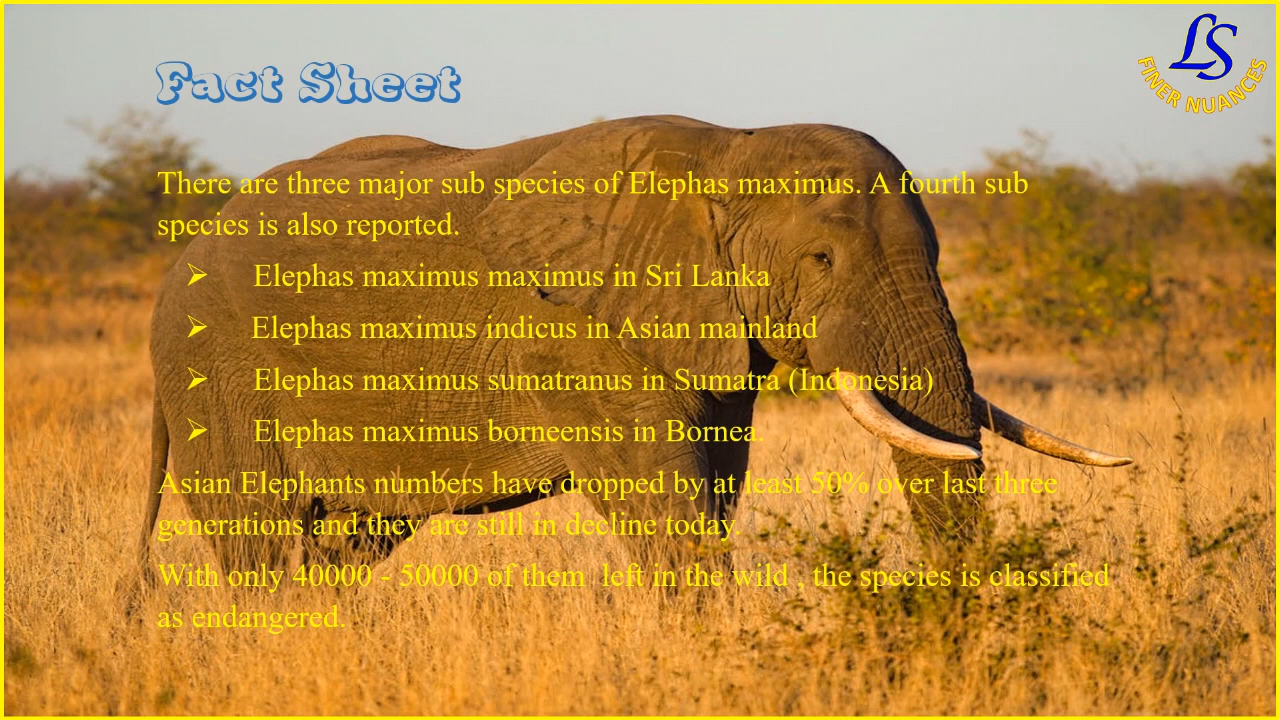 LS
FINER NUANCES
Fact Sheet
There are three major sub species of Elephas maximus. A fourth sub
species is also reported.
➢ Elephas maximus maximus in Sri Lanka
➢ Elephas maximus indicus in Asian mainland
➢ Elephas maximus sumatranus in Sumatra (Indonesia)
➢ Elephas maximus borneensis in Bornea.
Asian Elephants numbers have dropped by at least 50% over last three
generations and they are still in decline today.
With only 40000 - 50000 of them  left in the wild , the species is classified
as endangered.